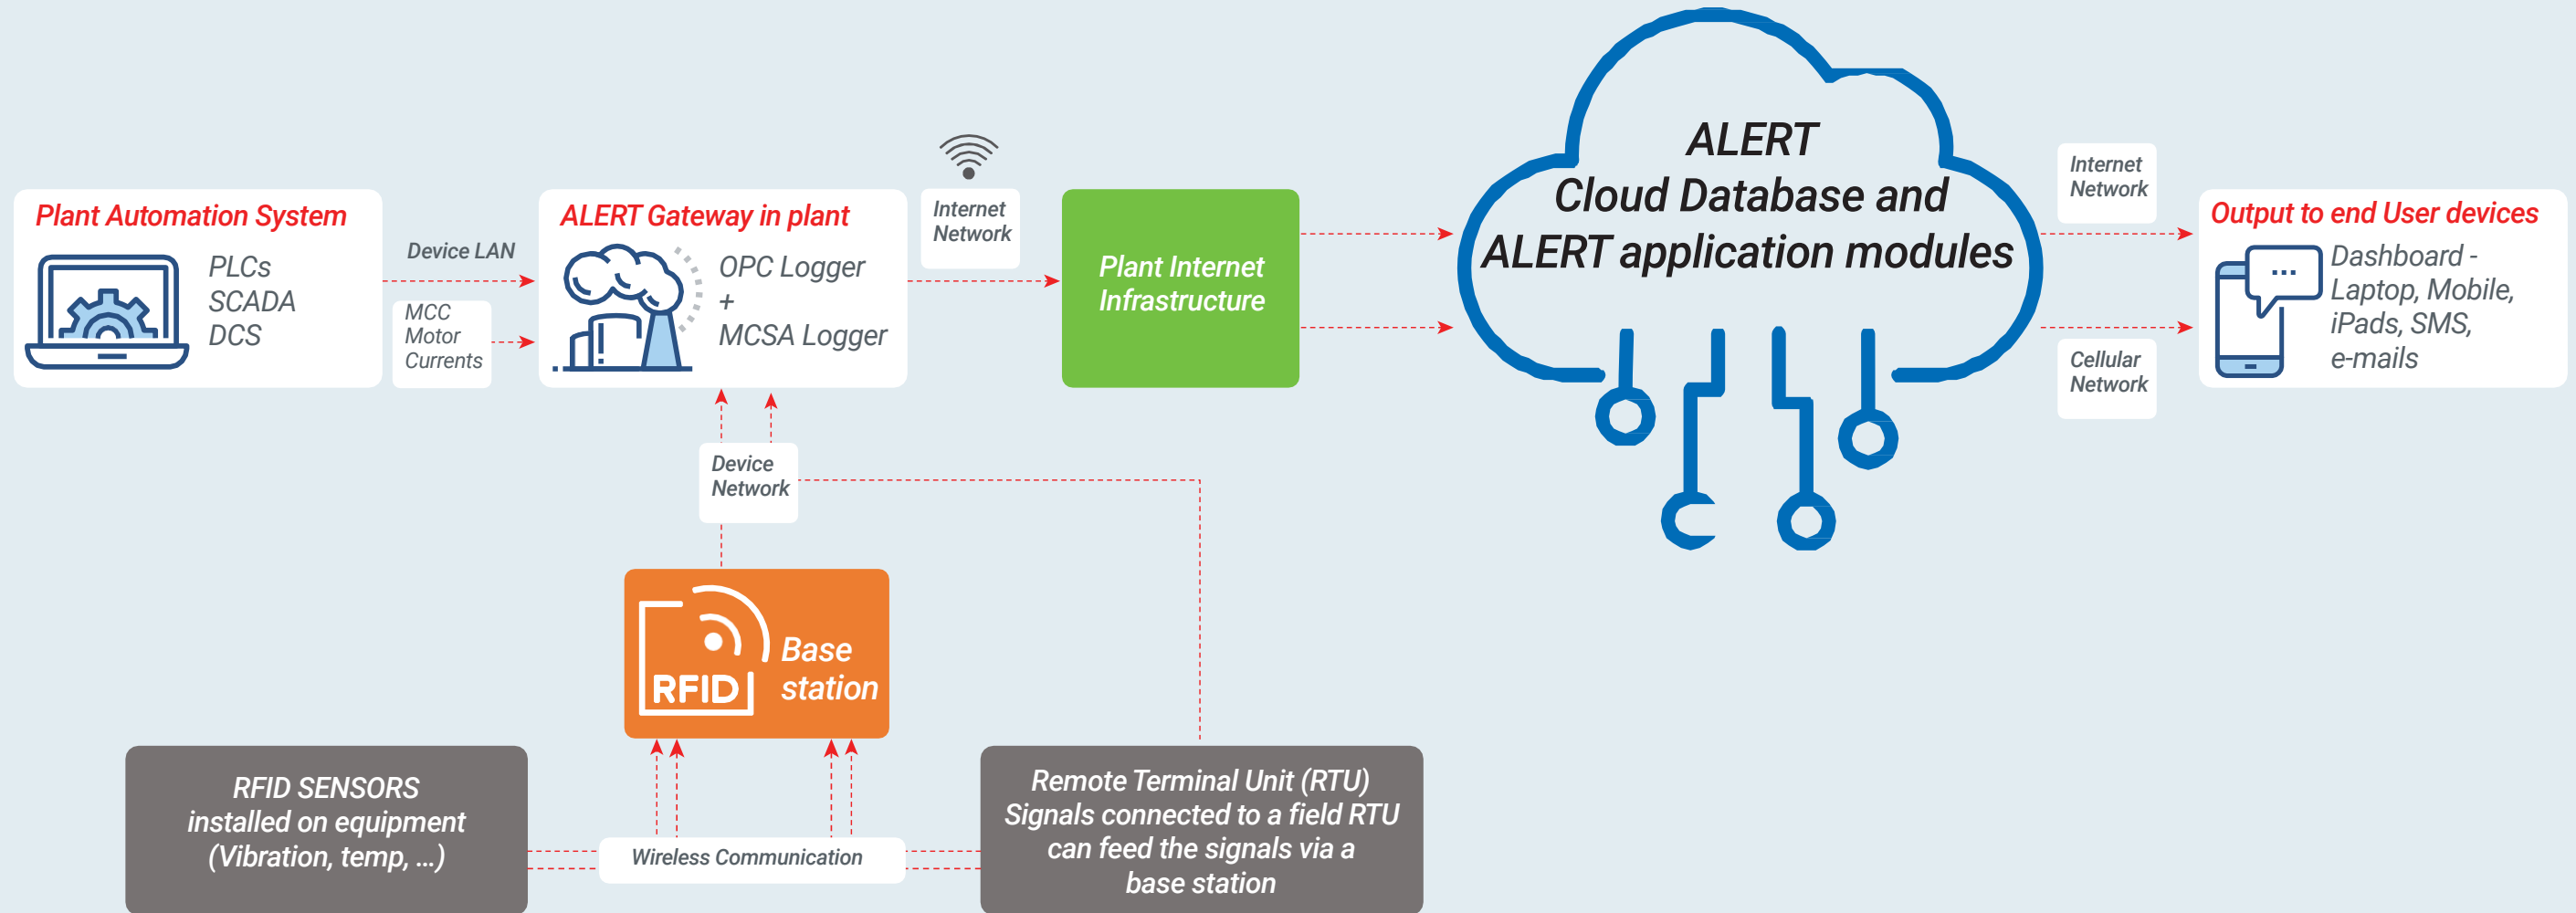 Plant Automation System
PLCs
SCADA
DCS
Device LAN
MCC
Motor
Currents
ALERT Gateway in plant
OPC Logger
+
MCSA Logger
Internet
Network
Plant Internet
Infrastructure
ALERT
Cloud Database and
ALERT application modules
Internet
Network
Cellular
Network
Output to end User devices
Dashboard -
Laptop, Mobile,
iPads, SMS,
e-mails
Device
Network
RFID
Base
station
RFID SENSORS
installed on equipment
(Vibration, temp, ...)
Wireless Communication
Remote Terminal Unit (RTU)
Signals connected to a field RTU
can feed the signals via a
base station